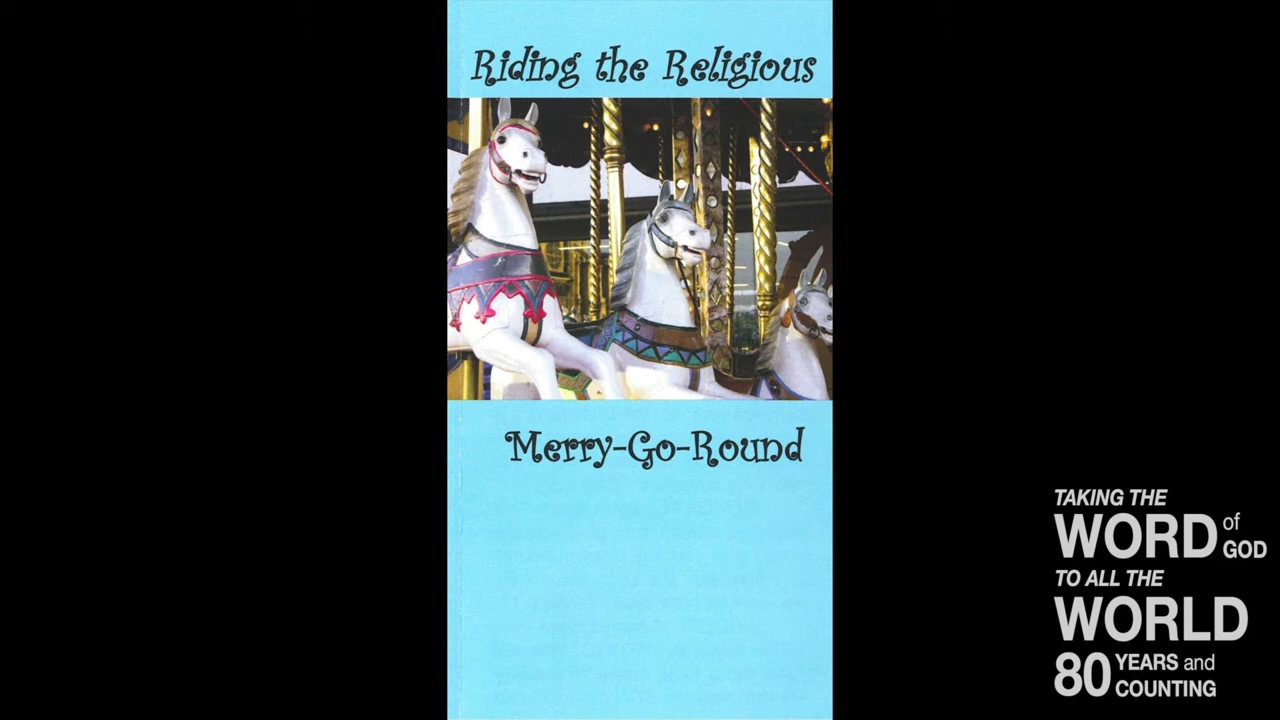 Riding the Religious
Merry-Go-Round
TAKING THE
WORD of GOD
TO ALL THE
WORLD
80 YEARS and
COUNTING